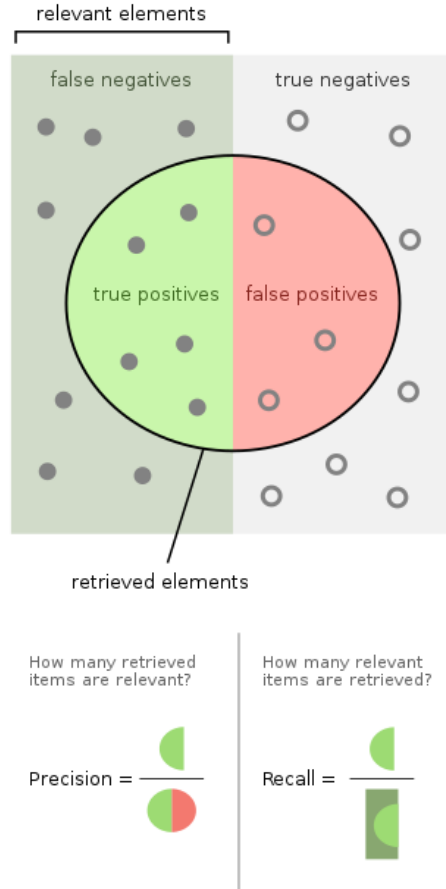 relevant elements
false negatives
true negatives
true positives
false positives
retrieved elements
How many retrieved
items are relevant?
How many relevant
items are retrieved?
Precision =
Recall =